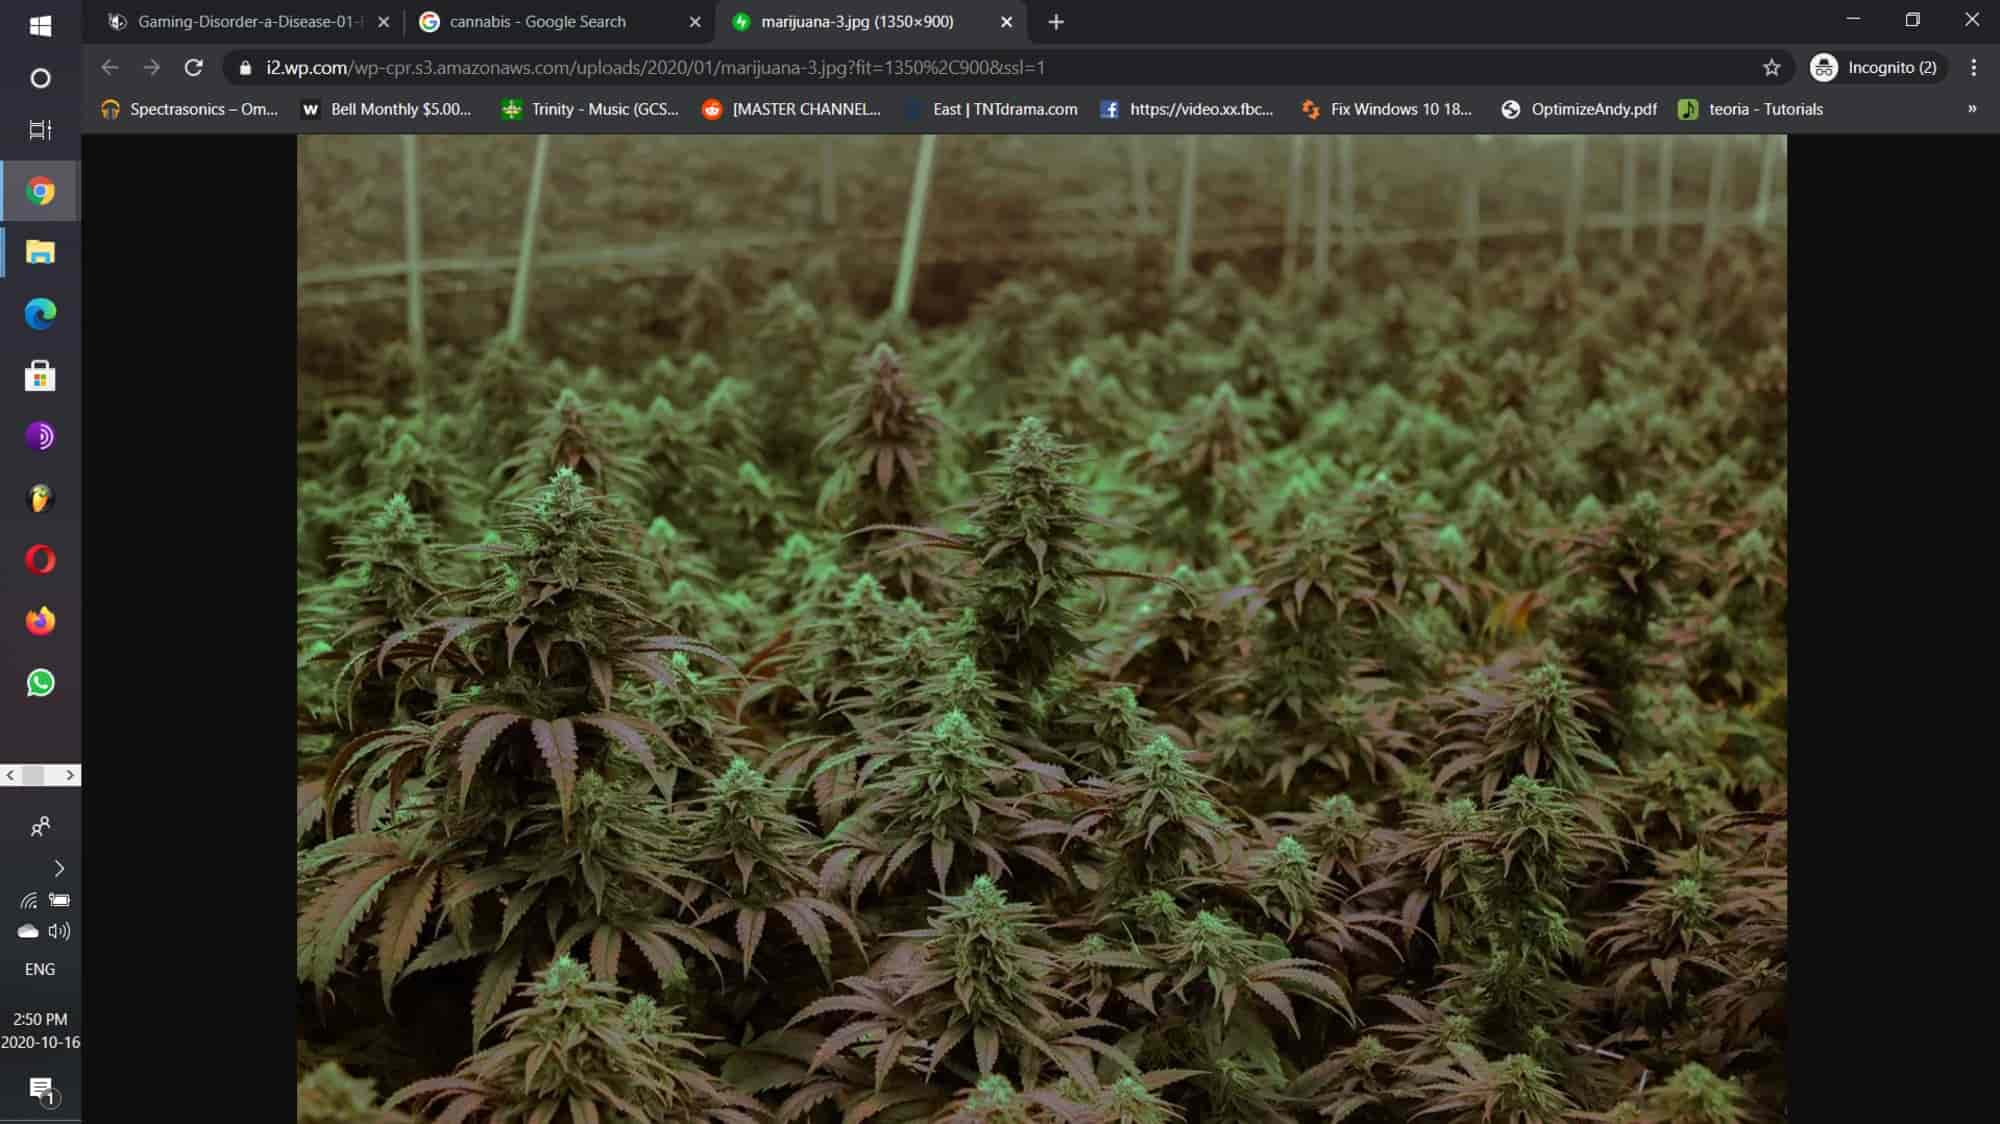 Gaming-Disorder-a-Disease-01-
cannabis - Google Search
marijuana-3.jpg (1350×900)
i2.wp.com/wp-cpr.s3.amazonaws.com/uploads/2020/01/marijuana-3.jpg?fit=1350%2C900&ssl=1
Incognito (2)
Spectrasonics – Om...
W Bell Monthly $5.00...
Trinity - Music (GCS...
[MASTER CHANNEL...
East | TNTdrama.com
https://video.xx.fbc...
Fix Windows 10 18...
OptimizeAndy.pdf
teoria - Tutorials
»
ENG
2:50 PM
2020-10-16
1